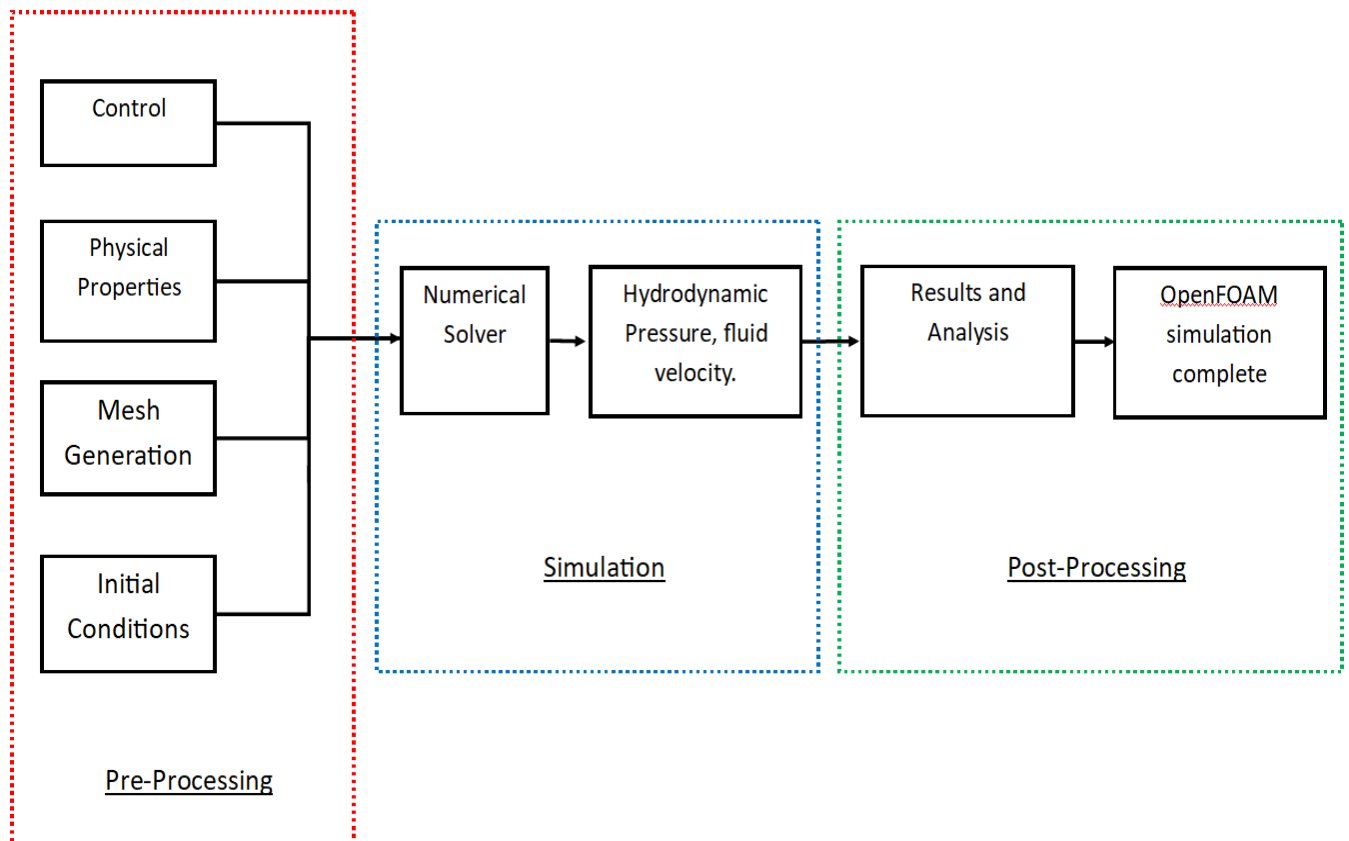 Control
Physical
Properties
Mesh
Generation
Initial
Conditions
Pre-Processing
Numerical
Solver
Hydrodynamic
Pressure, fluid
velocity.
Simulation
Results and
Analysis
OpenFOAM
simulation
complete
Post-Processing